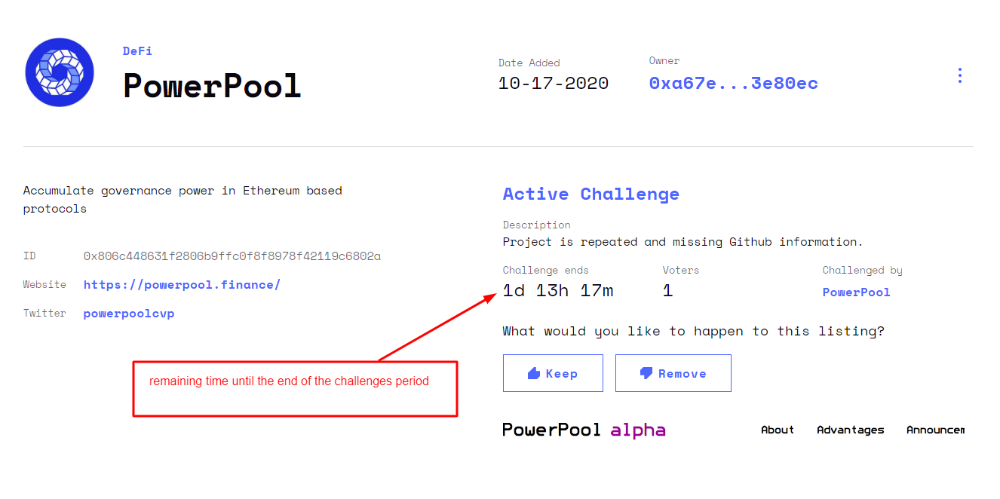 DeFi
PowerPool
Date Added
10-17-2020
Owner
0xa67e...3e80ec
Accumulate governance power in Ethereum based
protocols
ID 0x806c448631f2806b9ffc0f8f8978f42119c6802a
Website https://powerpool.finance/
Twitter powerpoolcvp
remaining time until the end of the challenges period
Active Challenge
Description
Project is repeated and missing Github information.
Challenge ends Voters Challenged by
1d 13h 17m 1 PowerPool
What would you like to happen to this listing?
Keep Remove
PowerPool alpha About Advantages Announcem